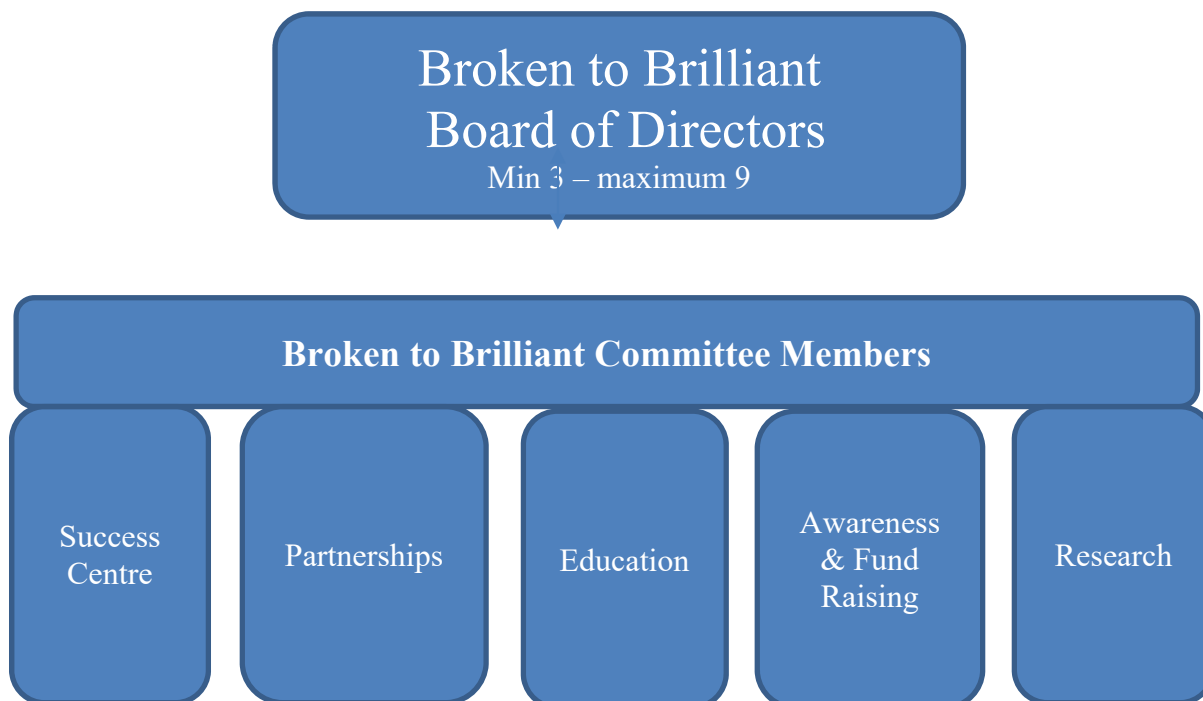 Broken to Brilliant
Board of Directors
Min 3 – maximum 9
Broken to Brilliant Committee Members
Success
Centre
Partnerships
Education
Awareness
& Fund
Raising
Research